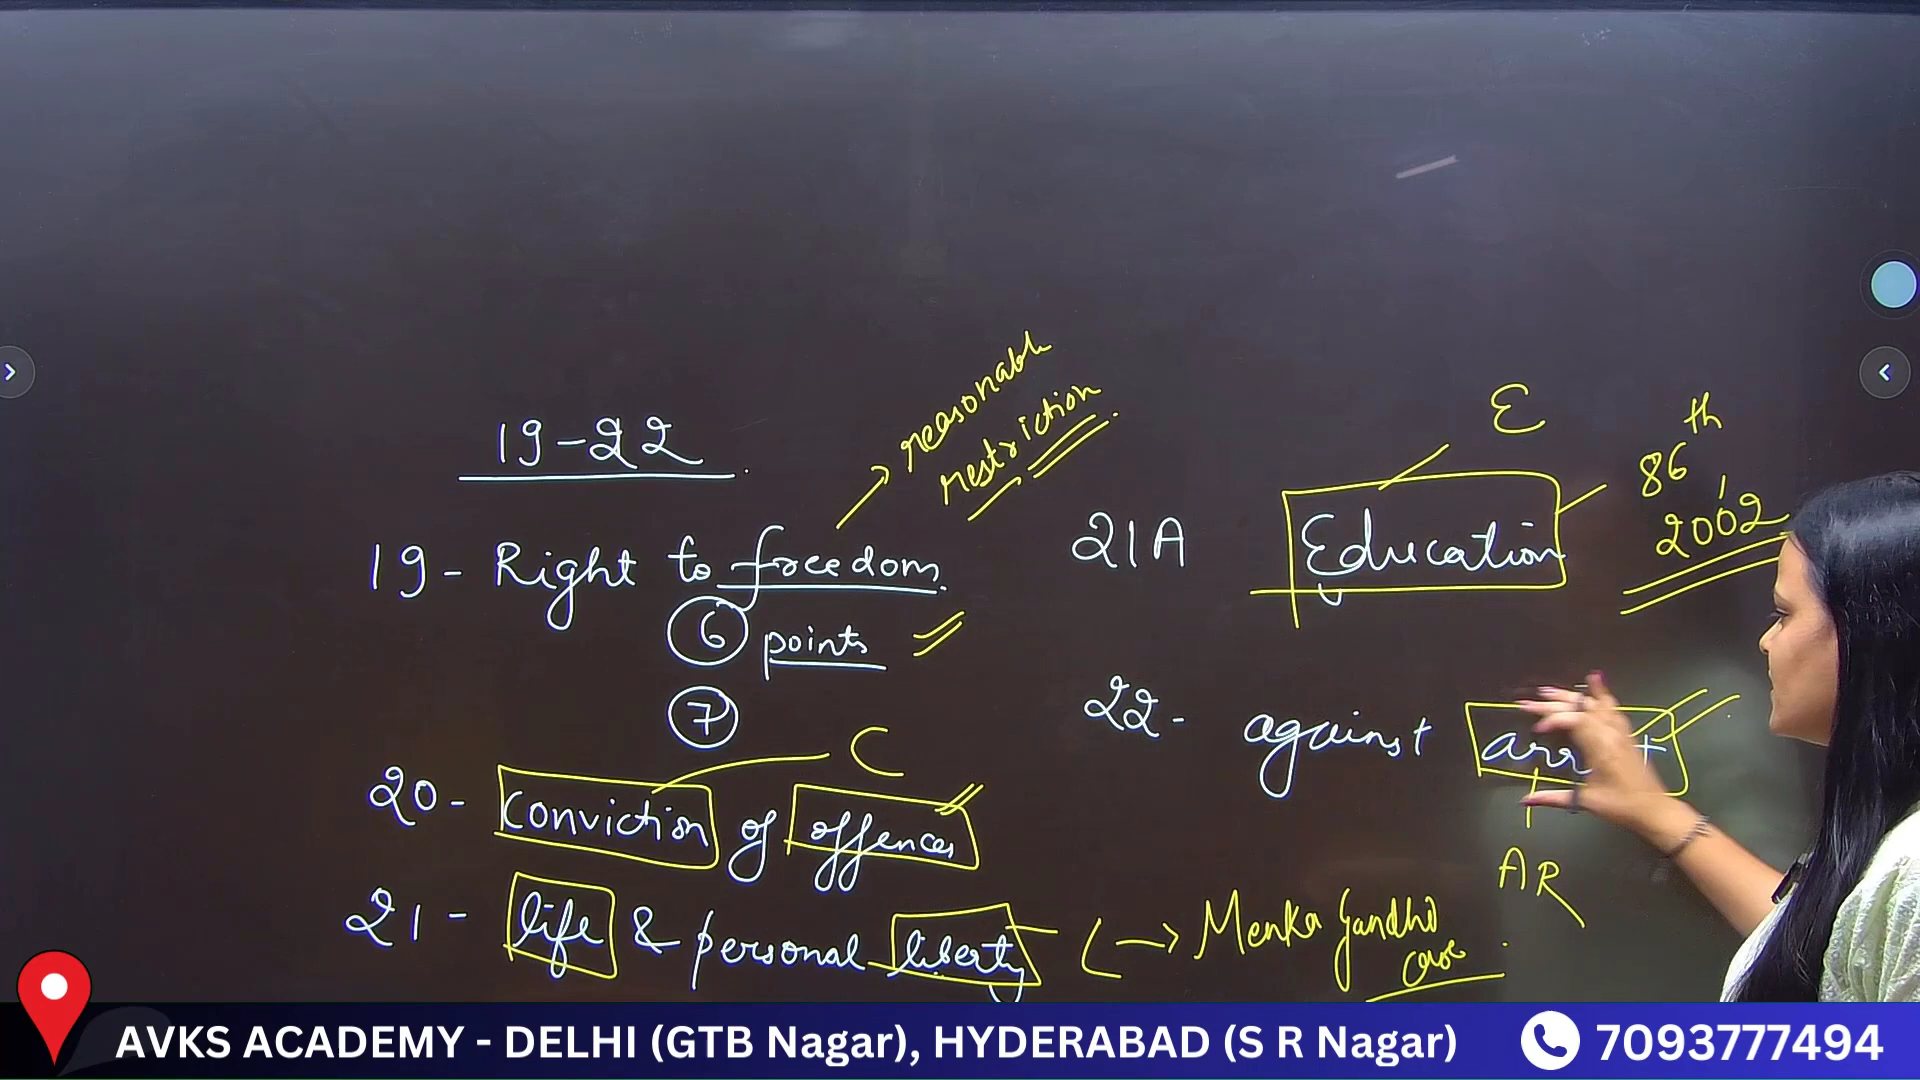 19-22
reasonable
restriction
19- Right to freedom.
6 points
7
C
20- Conviction of offences
21- life & personal liberty
L → Menka Gandhi
case
E
86th
2002
21A Education
22- against
AR
AVKS ACADEMY - DELHI (GTB Nagar), HYDERABAD (S R Nagar)
7093777494